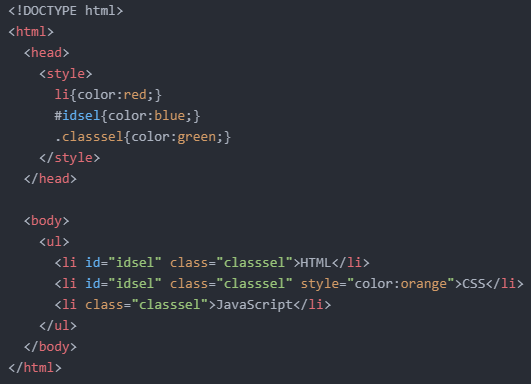 <!DOCTYPE html>
<html>
  <head>
    <style>
      li{color:red;}
      #idsel{color:blue;}
      .classsel{color:green;}
    </style>
  </head>

  <body>
    <ul>
      <li id="idsel" class="classsel">HTML</li>
      <li id="idsel" class="classsel" style="color:orange">CSS</li>
      <li class="classsel">JavaScript</li>
    </ul>
  </body>
</html>